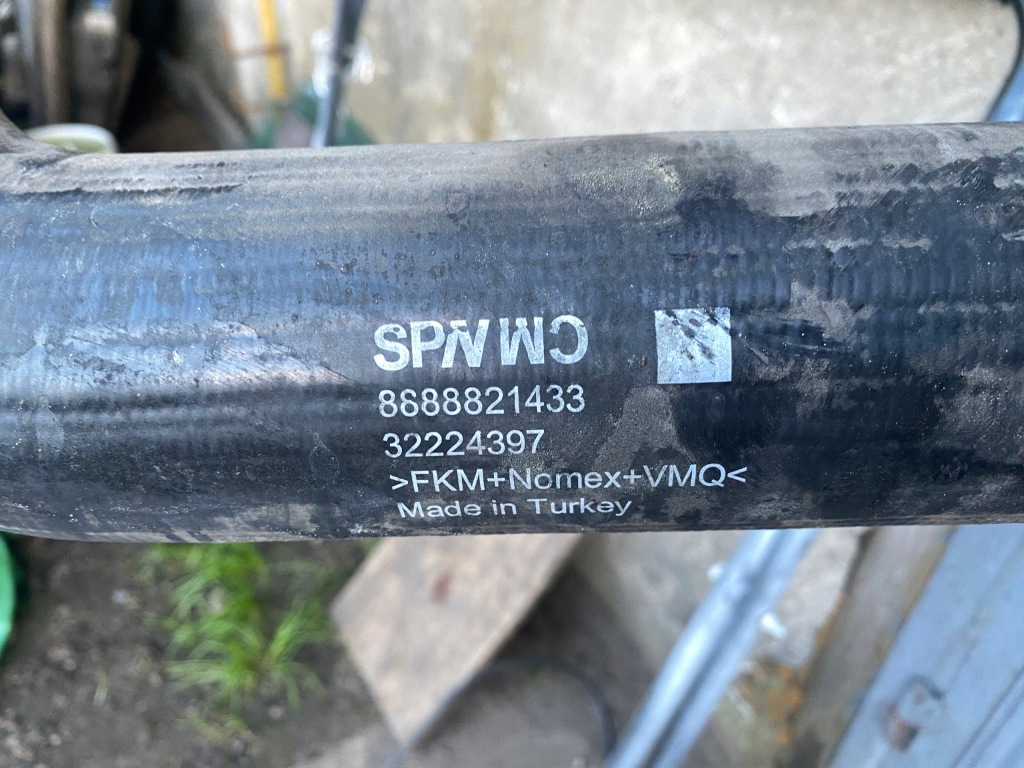 8688821433
32224397
>FKM+Nomex+VMQ<
Made in Turkey